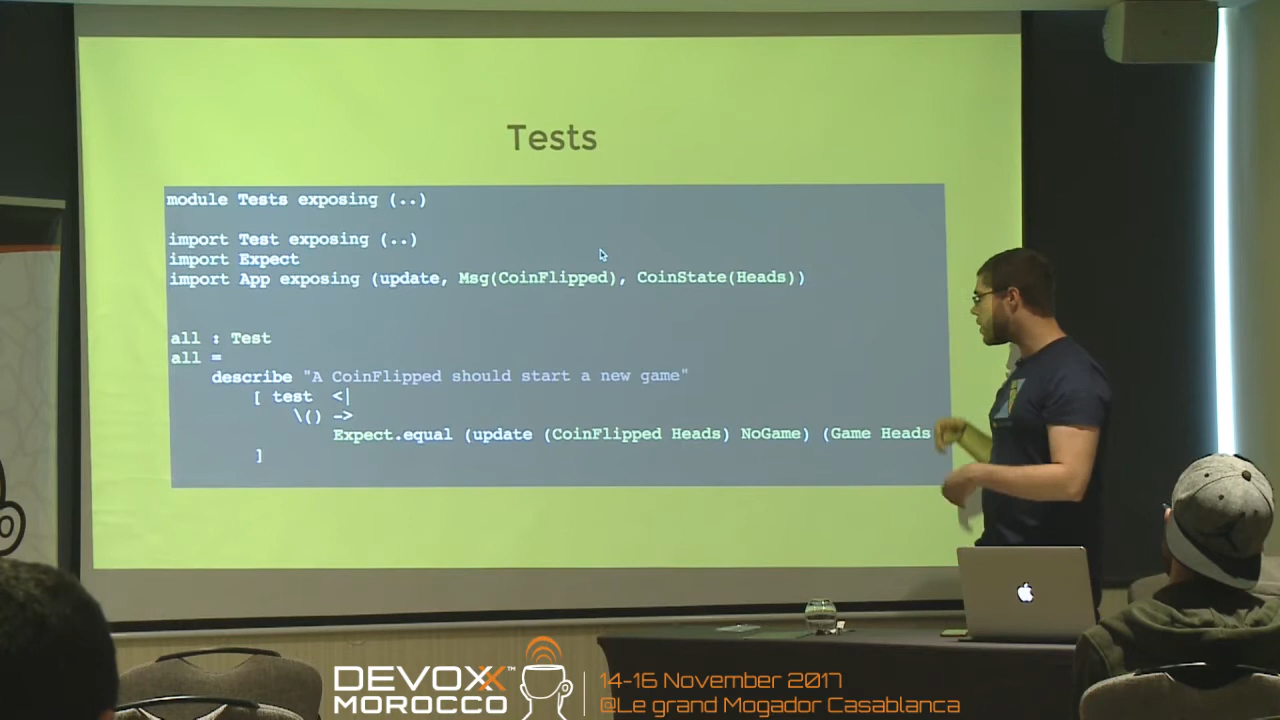 Tests
module Tests exposing (..)
import Test exposing (..)
import Expect
import App exposing (update, Msg(CoinFlipped), CoinState(Heads))
all : Test
all =
describe "A CoinFlipped should start a new game"
[ test <|
\() ->
Expect.equal (update (CoinFlipped Heads) NoGame) (Game Heads
]
DEVOXX™
MOROCCO
14-16 November 2017
@Le grand Mogador Casablanca